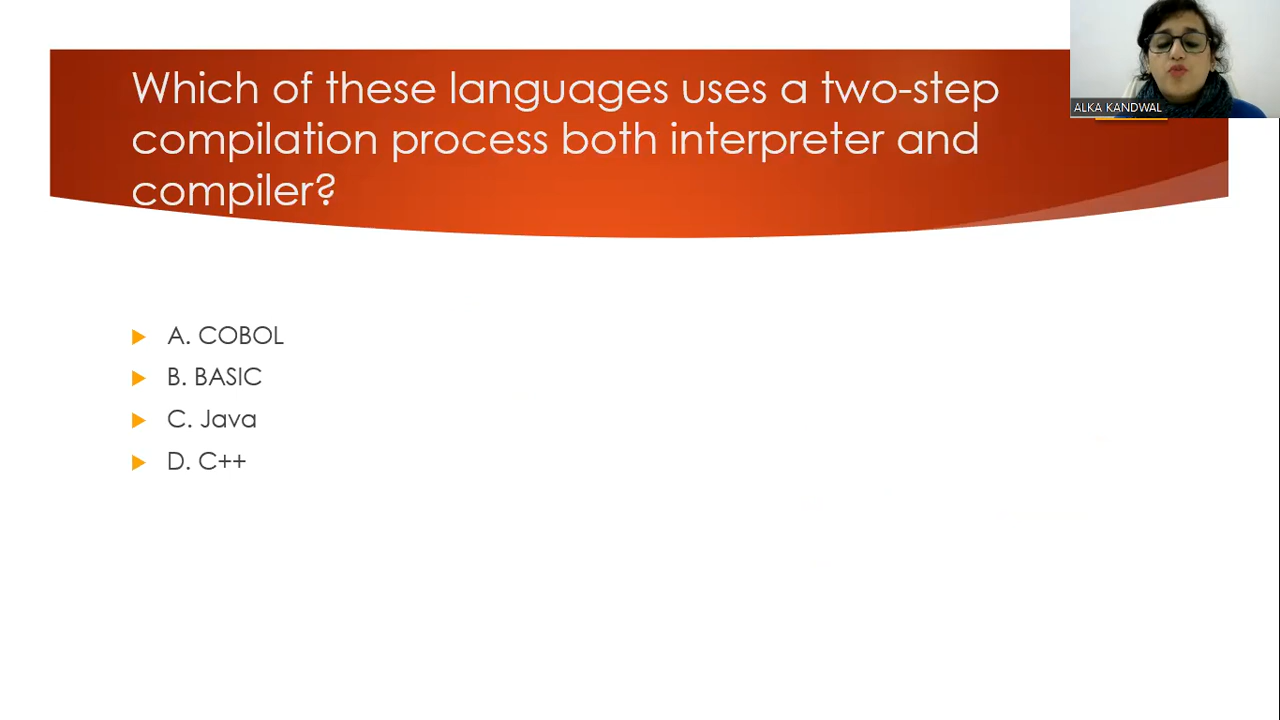 Which of these languages uses a two-step
compilation process both interpreter and
compiler?
ALKA KANDWAL
A. COBOL
B. BASIC
C. Java
D. C++